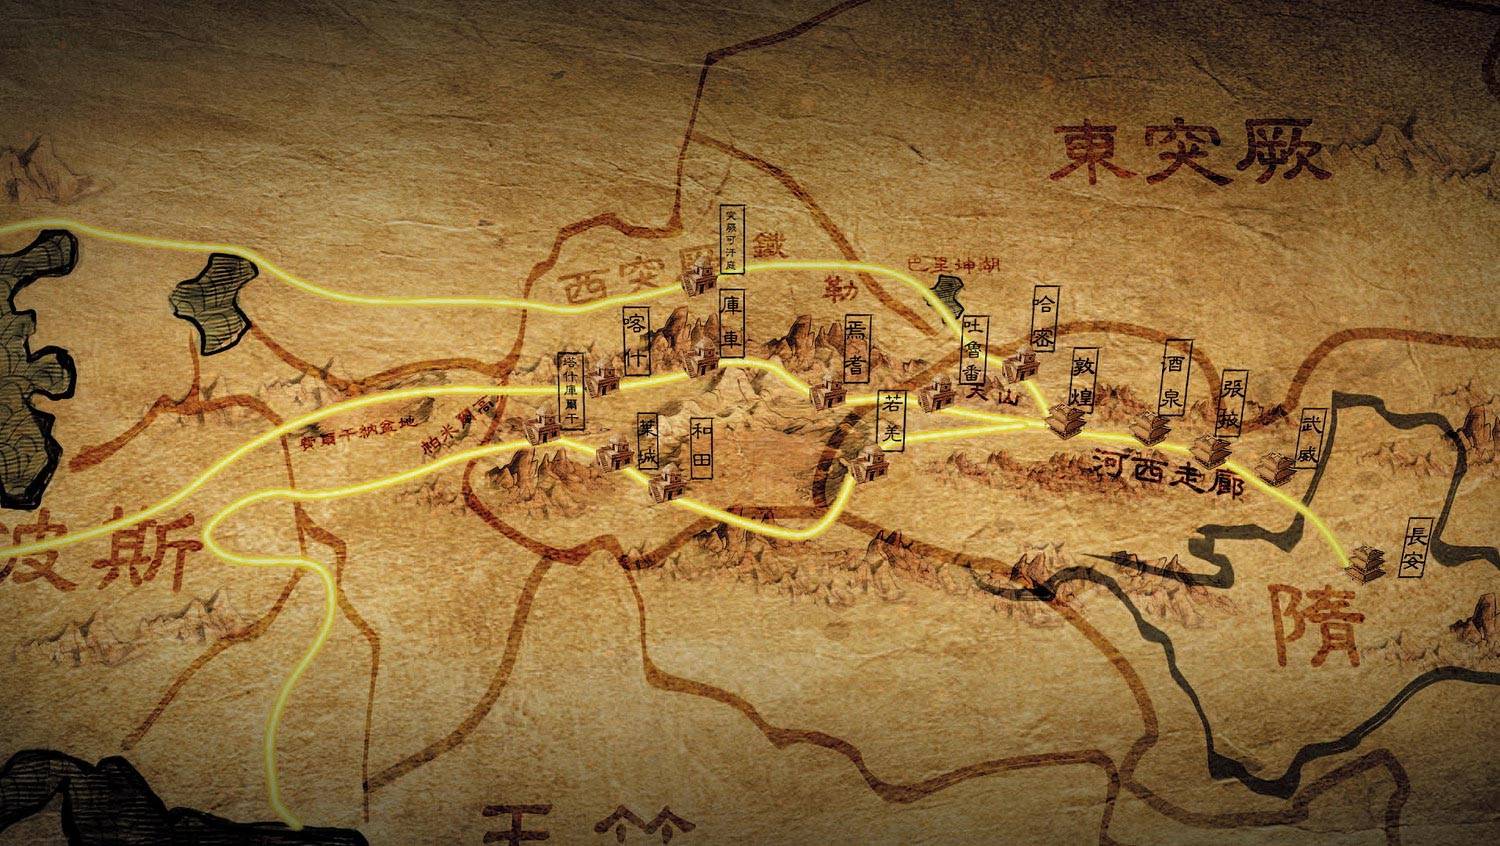 東突厥
突厥可汗庭
鐵
勒
西突厥
巴里坤湖
庫車
喀什
焉耆
吐魯番
哈密
天山
敦煌
酒泉
張掖
武威
塔什庫爾干
若羌
葉城
和田
費爾干納盆地
帕米爾高
河西走廊
長安
波斯
隋
天竺